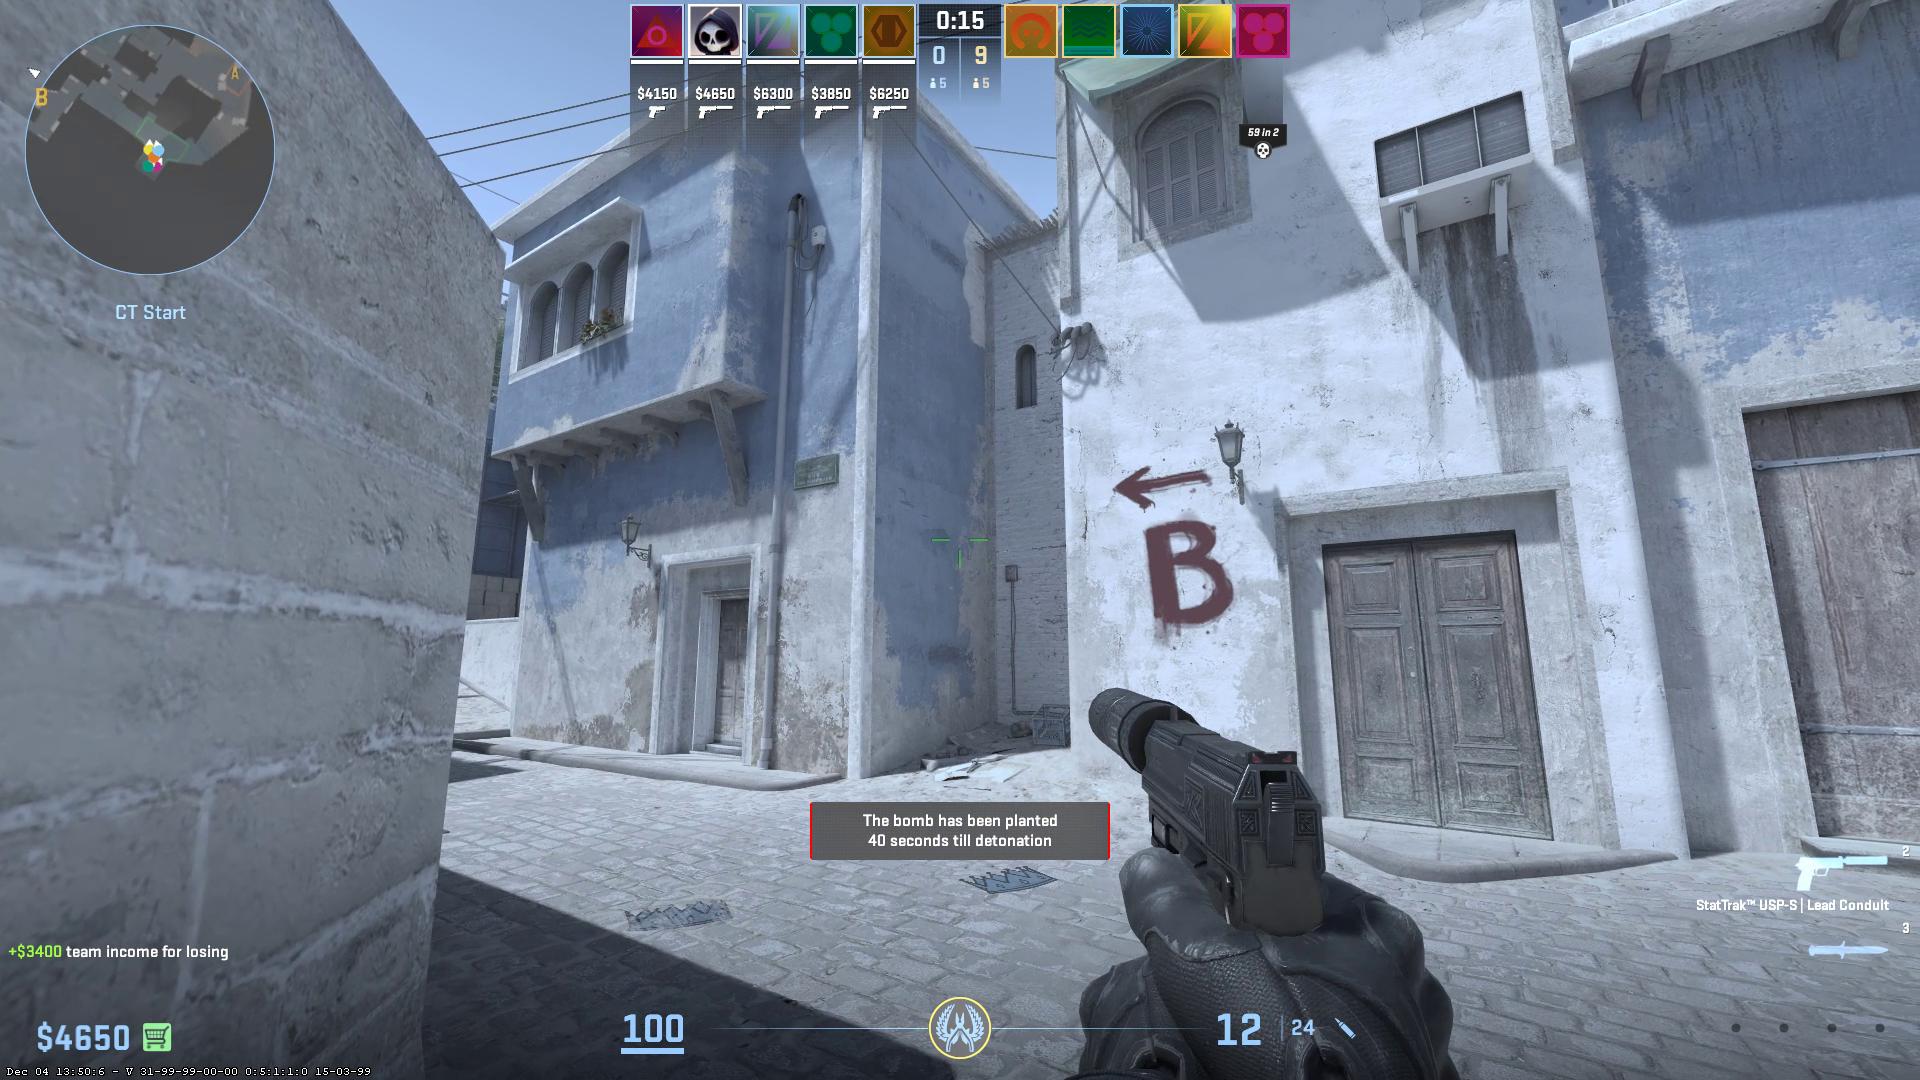 0:15
0 9
5 5
$4150 $4650 $6300 $3850 $6250
59 in 2
A
B
CT Start
B
The bomb has been planted
40 seconds till detonation
2
StatTrak™ USP-S | Lead Conduit
3
+$3400 team income for losing
$4650
100
12 24
Dec 04 13:50:6 - V 31-99-99-00-00 0:5:1:1:0 15-03-99